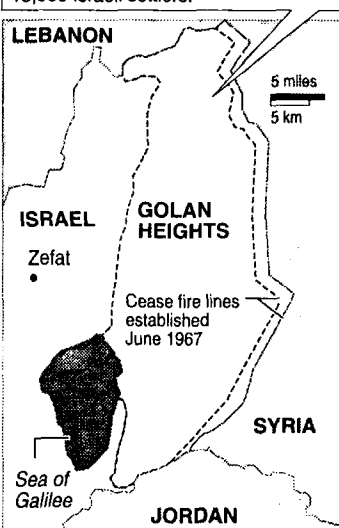 LEBANON
5 miles
5 km
ISRAEL
GOLAN
HEIGHTS
Zefat
Cease fire lines
established
June 1967
SYRIA
Sea of
Galilee
JORDAN